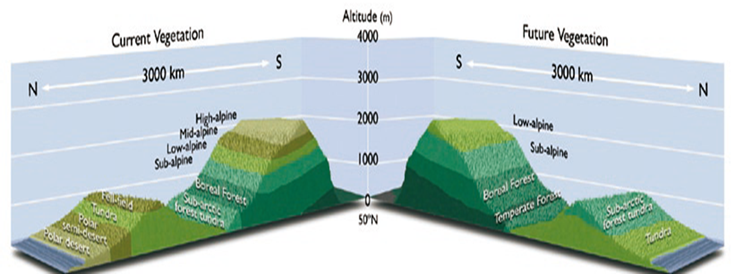 Current Vegetation
N
3000 km
S
High-alpine
Mid-alpine
Low-alpine
Sub-alpine
Boreal Forest
Sub-arctic
forest tundra
Fell-field
Tundra
Polar
semi-desert
Polar desert
Altitude (m)
4000
3000
2000
1000
0
50°N
Future Vegetation
S
3000 km
N
Low-alpine
Sub-alpine
Boreal Forest
Temperate Forest
Sub-arctic
forest tundra
Tundra